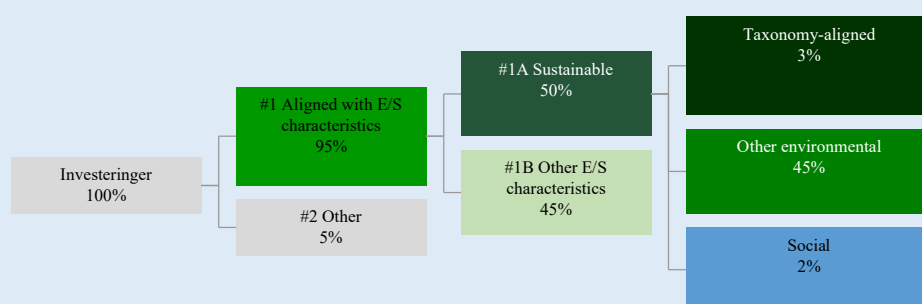 Investeringer
100%
#1 Aligned with E/S
characteristics
95%
#2 Other
5%
#1A Sustainable
50%
#1B Other E/S
characteristics
45%
Taxonomy-aligned
3%
Other environmental
45%
Social
2%